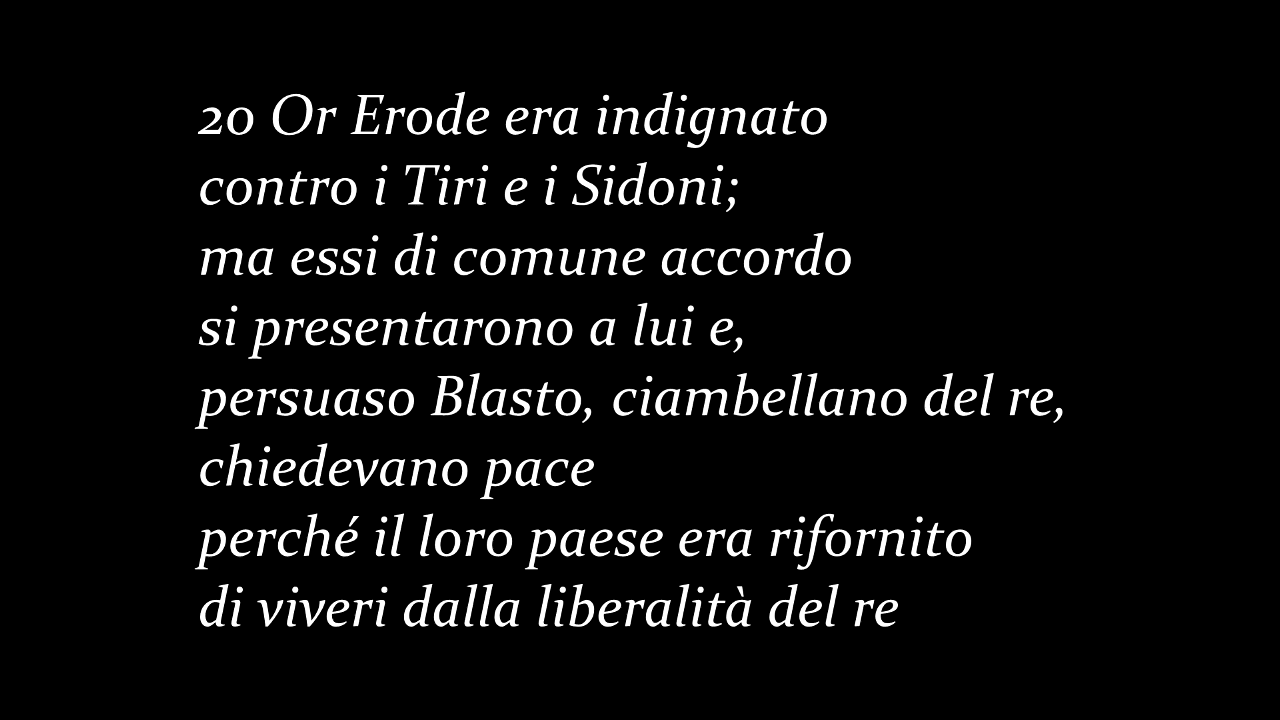 20 Or Erode era indignato
contro i Tiri e i Sidoni;
ma essi di comune accordo
si presentarono a lui e,
persuaso Blasto, ciambellano del re,
chiedevano pace
perché il loro paese era rifornito
di viveri dalla liberalità del re